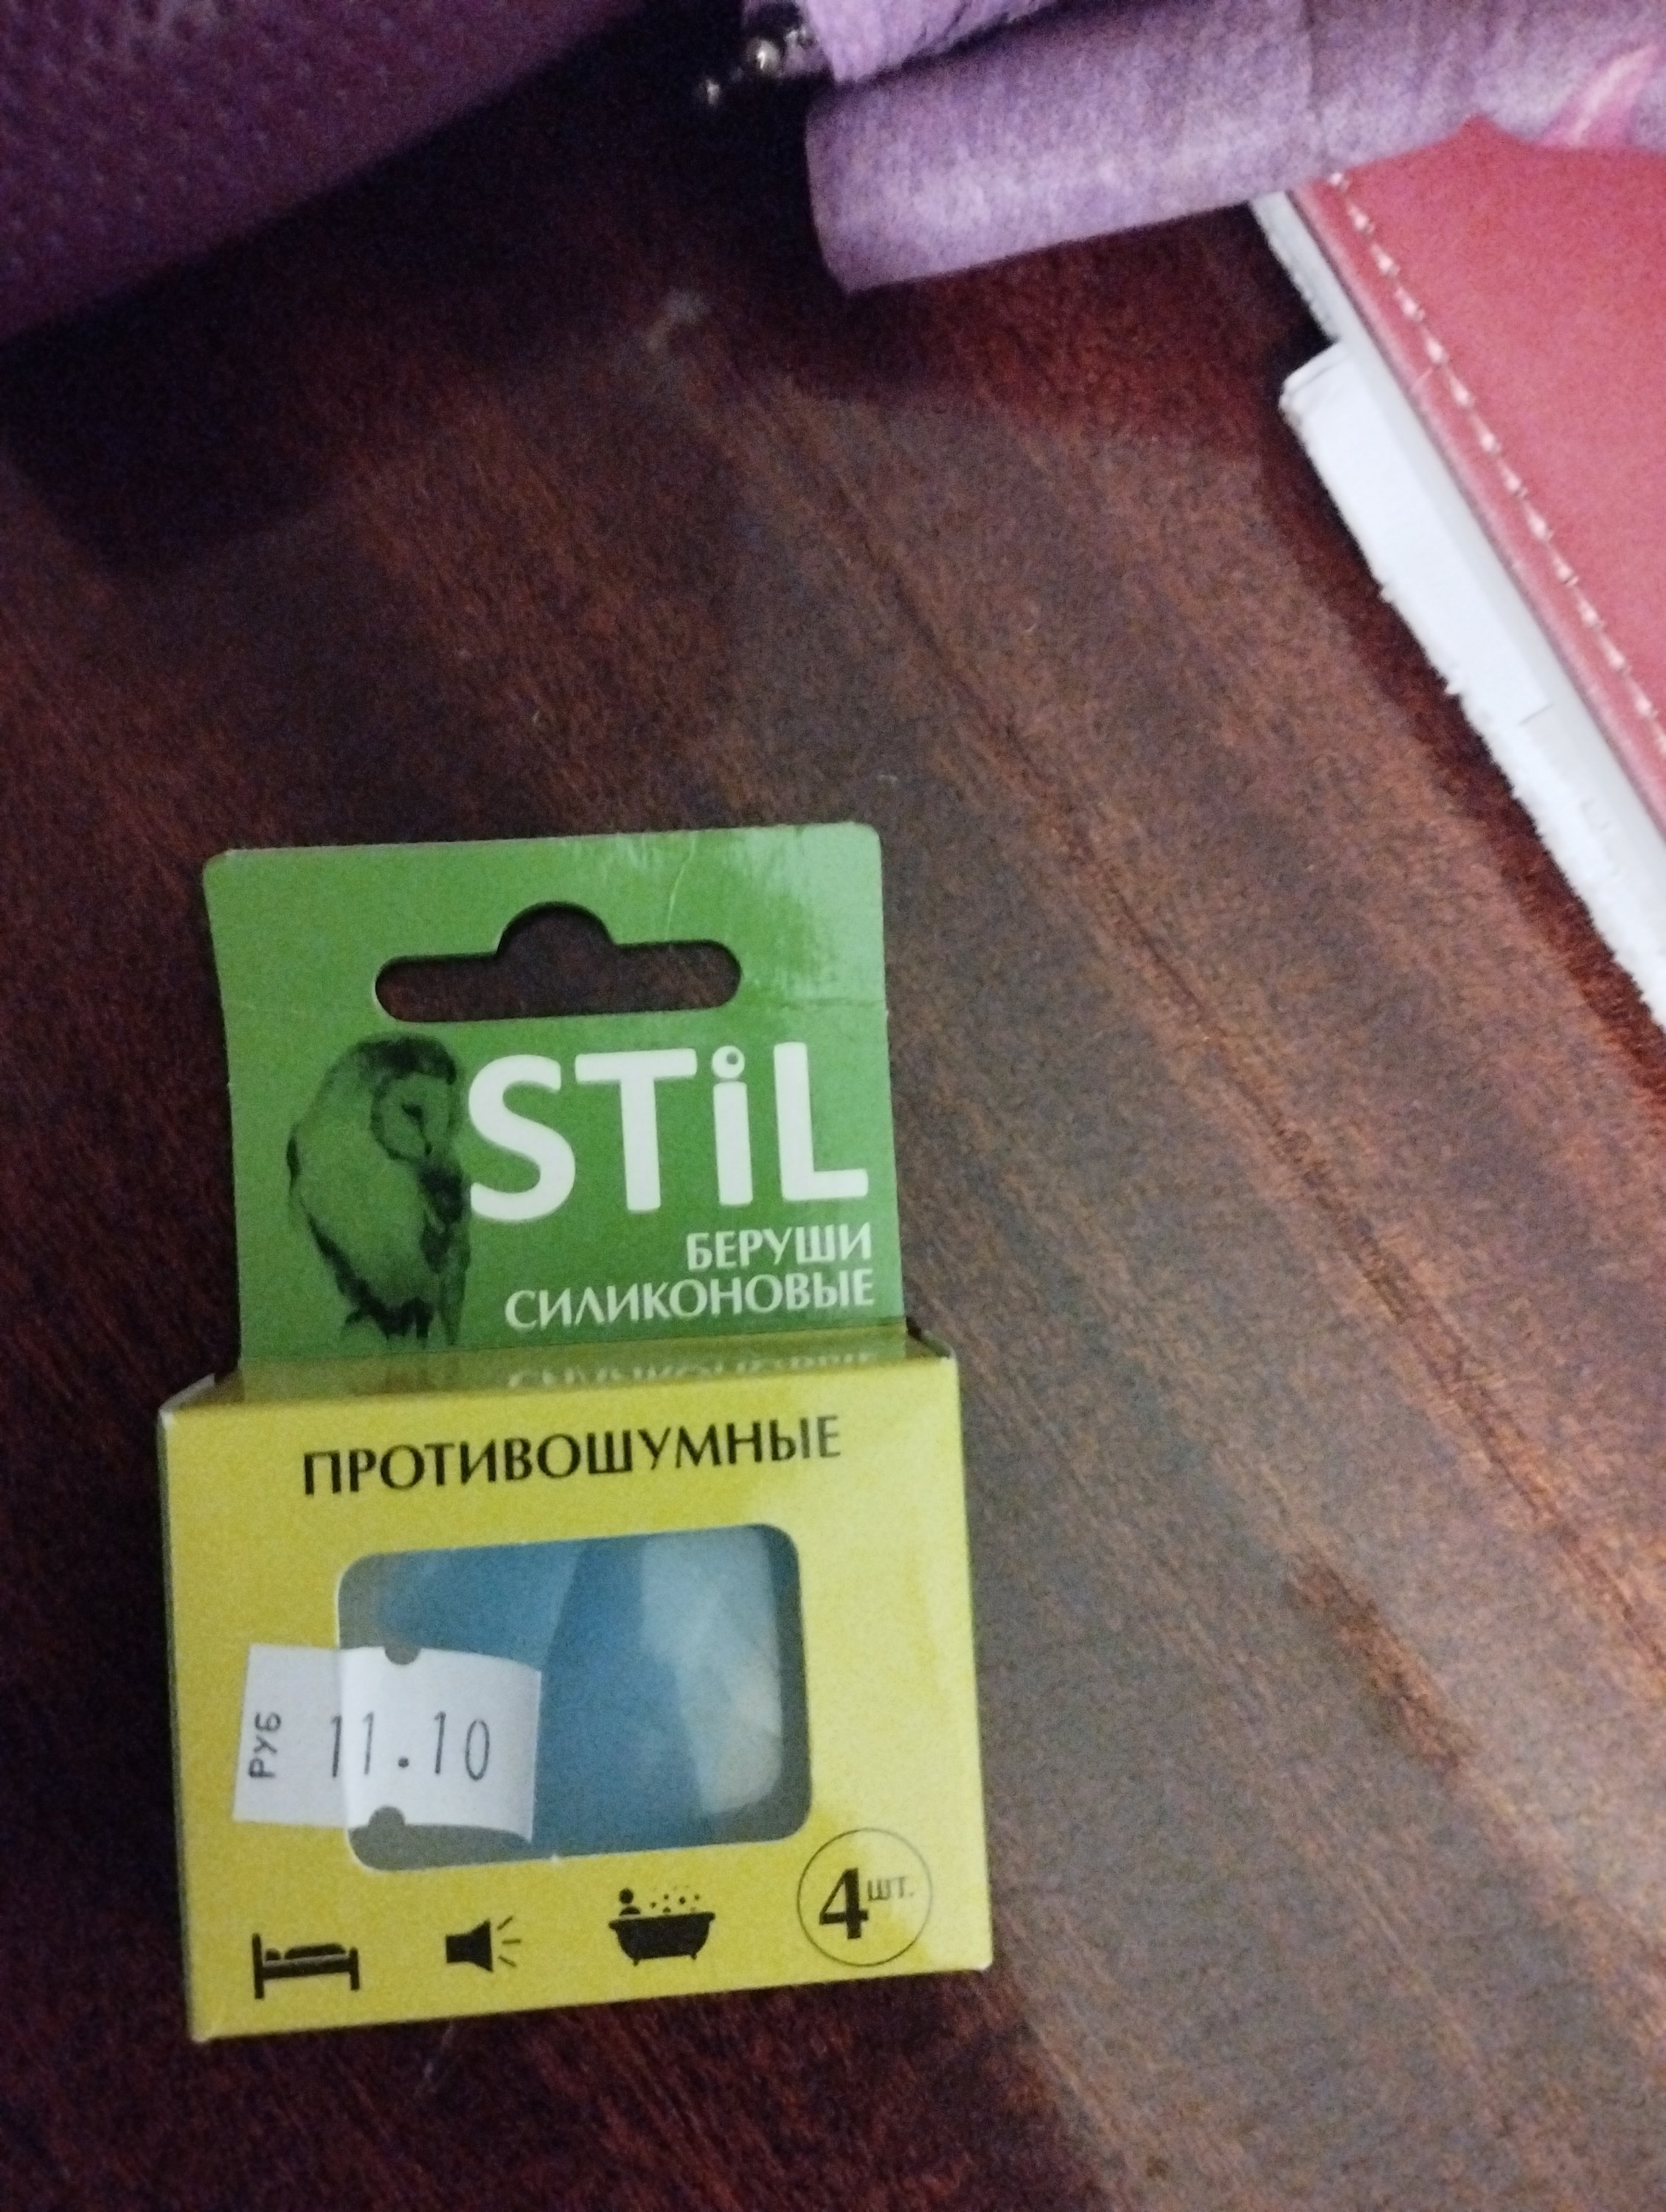 STiL
БЕРУШИ
СИЛИКОНОВЫЕ
ПРОТИВОШУМНЫЕ
РУБ 11.10
4 шт.